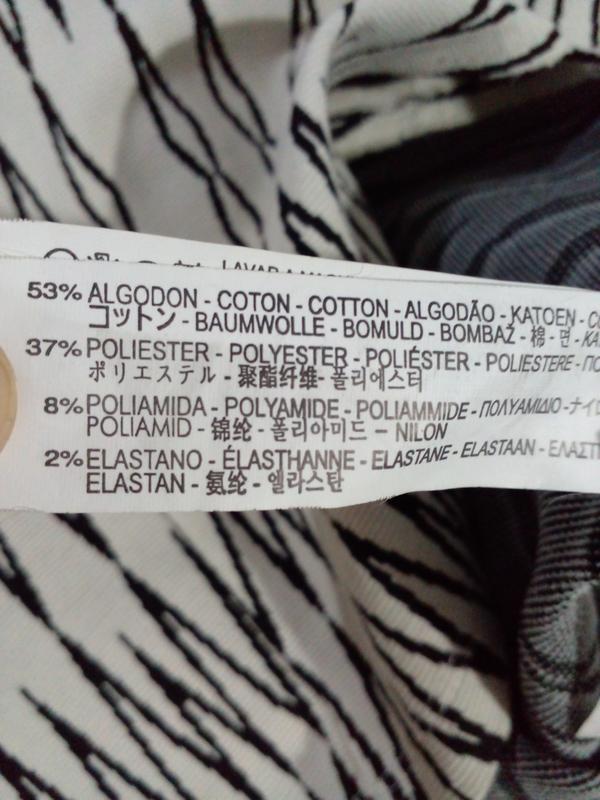 LAVAR A
53% ALGODON - COTON - COTTON - ALGODÃO - KATOEN -
コットン - BAUMWOLLE - BOMULD - BOMBAŽ - 棉 - 면 -
37% POLIESTER - POLYESTER - POLIÉSTER - POLIESTERE -
ポリエステル - 聚酯纤维 - 폴리에스터
8% POLIAMIDA - POLYAMIDE - POLIAMMIDE - ΠΟΛΥΑΜΙΔΙΟ -
POLIAMID - 锦纶 - 폴리아미드 - NILON
2% ELASTANO - ÉLASTHANNE - ELASTANE - ELASTAAN -
ELASTAN - 氨纶 - 엘라스탄